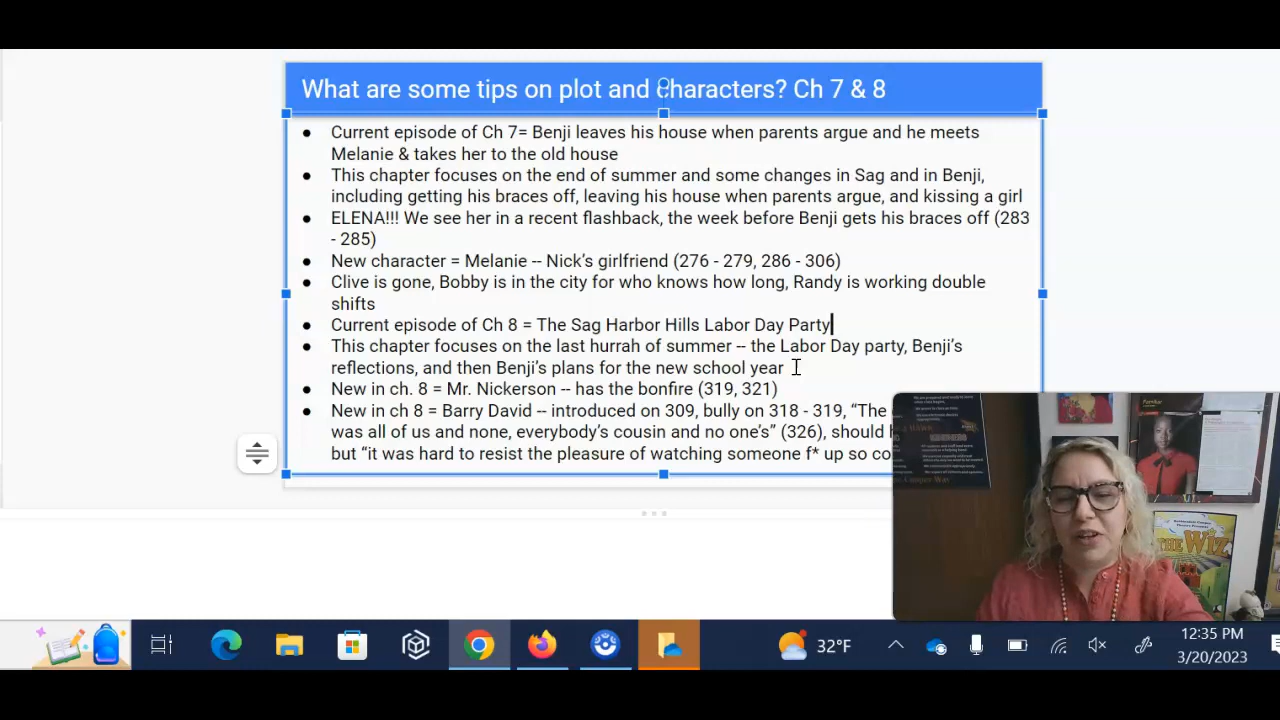 What are some tips on plot and characters? Ch 7 & 8
● Current episode of Ch 7= Benji leaves his house when parents argue and he meets
Melanie & takes her to the old house
● This chapter focuses on the end of summer and some changes in Sag and in Benji,
including getting his braces off, leaving his house when parents argue, and kissing a girl
● ELENA!!! We see her in a recent flashback, the week before Benji gets his braces off (283
- 285)
● New character = Melanie -- Nick's girlfriend (276 - 279, 286 - 306)
● Clive is gone, Bobby is in the city for who knows how long, Randy is working double
shifts
● Current episode of Ch 8 = The Sag Harbor Hills Labor Day Party
● This chapter focuses on the last hurrah of summer -- the Labor Day party, Benji's
reflections, and then Benji's plans for the new school year
● New in ch. 8 = Mr. Nickerson -- has the bonfire (319, 321)
● New in ch 8 = Barry David -- introduced on 309, bully on 318 - 319, "The
was all of us and none, everybody's cousin and no one's" (326), should
but "it was hard to resist the pleasure of watching someone f* up so
THE WIZ
32°F
12:35 PM
3/20/2023